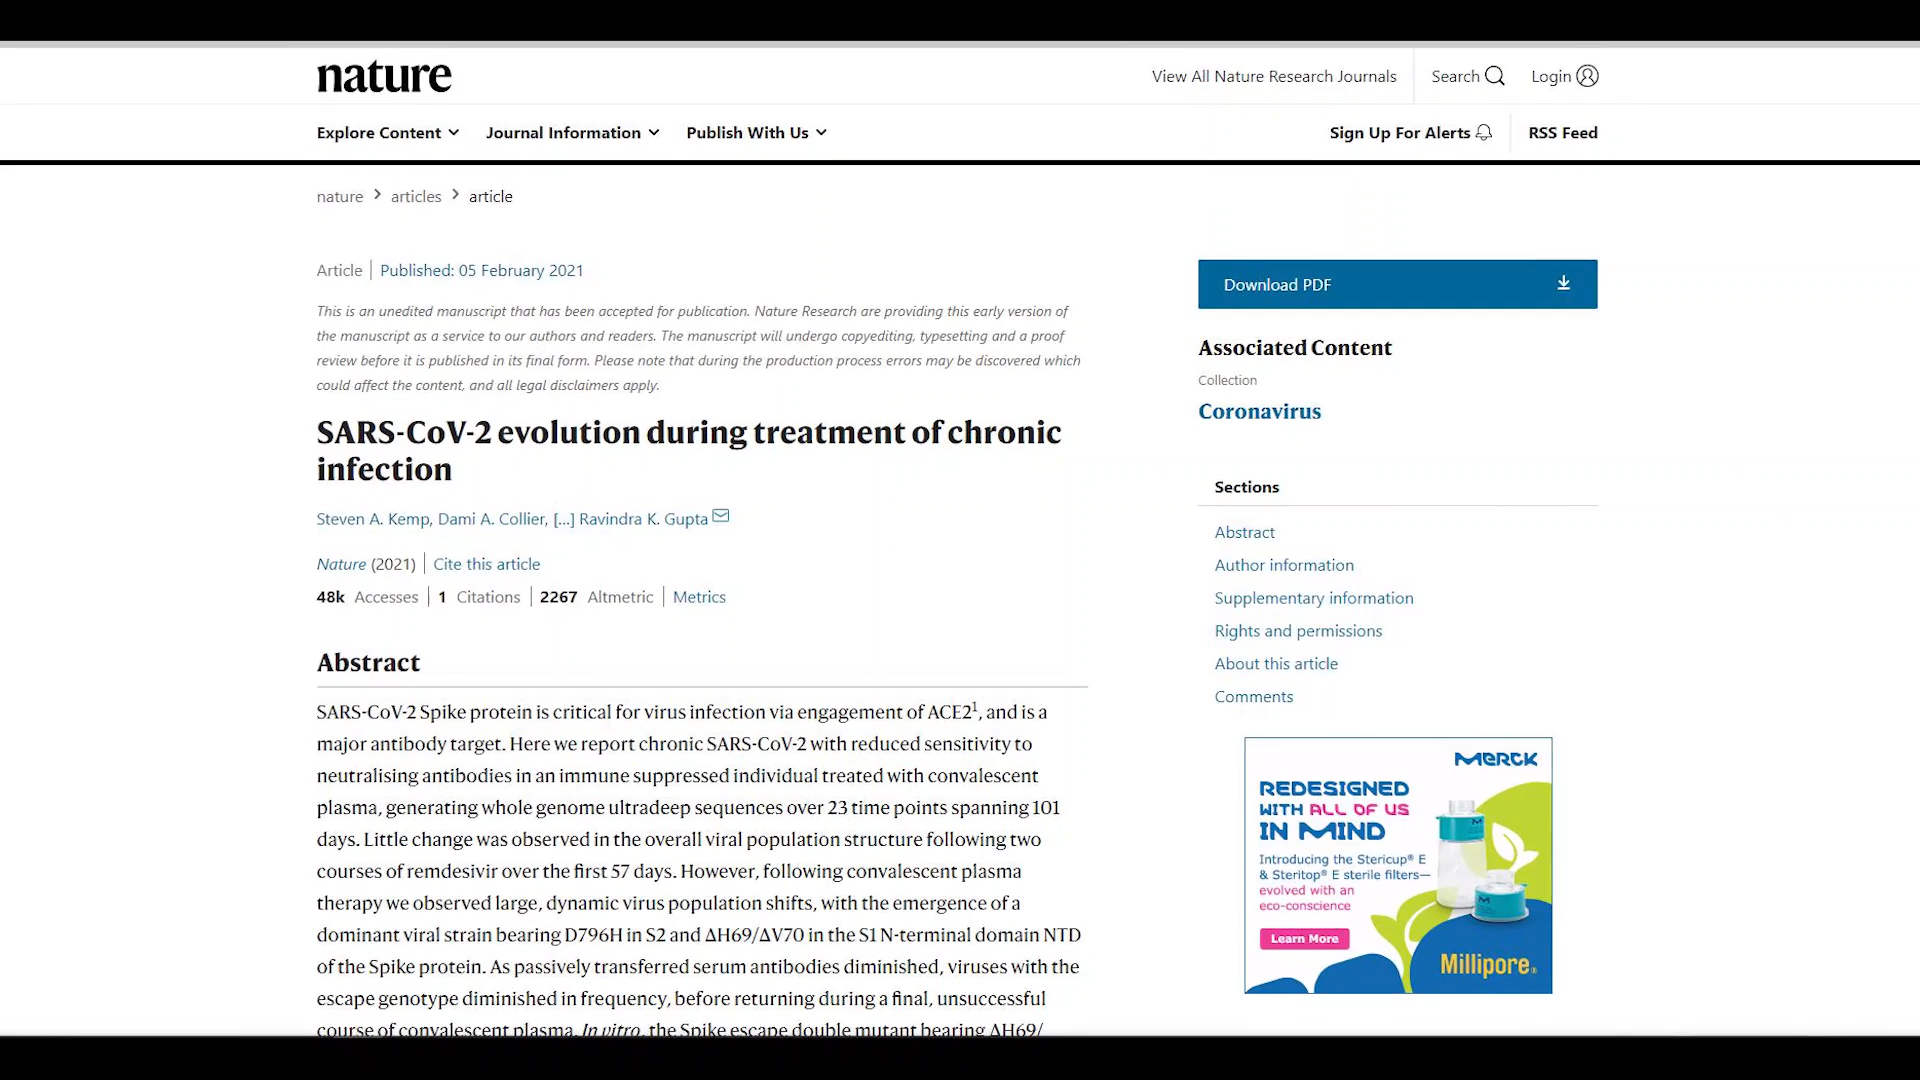 nature
View All Nature Research Journals
Search
Login
Explore Content
Journal Information
Publish With Us
Sign Up For Alerts
RSS Feed
nature > articles > article
Article | Published: 05 February 2021
This is an unedited manuscript that has been accepted for publication. Nature Research are providing this early version of
the manuscript as a service to our authors and readers. The manuscript will undergo copyediting, typesetting and a proof
review before it is published in its final form. Please note that during the production process errors may be discovered which
could affect the content, and all legal disclaimers apply.
SARS-CoV-2 evolution during treatment of chronic
infection
Steven A. Kemp, Dami A. Collier, [...] Ravindra K. Gupta
Nature (2021) | Cite this article
48k Accesses | 1 Citations | 2267 Altmetric | Metrics
Abstract
SARS-CoV-2 Spike protein is critical for virus infection via engagement of ACE2¹, and is a
major antibody target. Here we report chronic SARS-CoV-2 with reduced sensitivity to
neutralising antibodies in an immune suppressed individual treated with convalescent
plasma, generating whole genome ultradeep sequences over 23 time points spanning 101
days. Little change was observed in the overall viral population structure following two
courses of remdesivir over the first 57 days. However, following convalescent plasma
therapy we observed large, dynamic virus population shifts, with the emergence of a
dominant viral strain bearing D796H in S2 and ΔH69/ΔV70 in the S1 N-terminal domain NTD
of the Spike protein. As passively transferred serum antibodies diminished, viruses with the
escape genotype diminished in frequency, before returning during a final, unsuccessful
course of convalescent plasma. In vitro, the Spike escape double mutant bearing ΔH69/
Download PDF
Associated Content
Collection
Coronavirus
Sections
Abstract
Author information
Supplementary information
Rights and permissions
About this article
Comments
MERCK
REDESIGNED
WITH ALL OF US
IN MIND
Introducing the Stericup® E
& Steritop® E sterile filters—
evolved with an
eco-conscience
Learn More
Millipore®